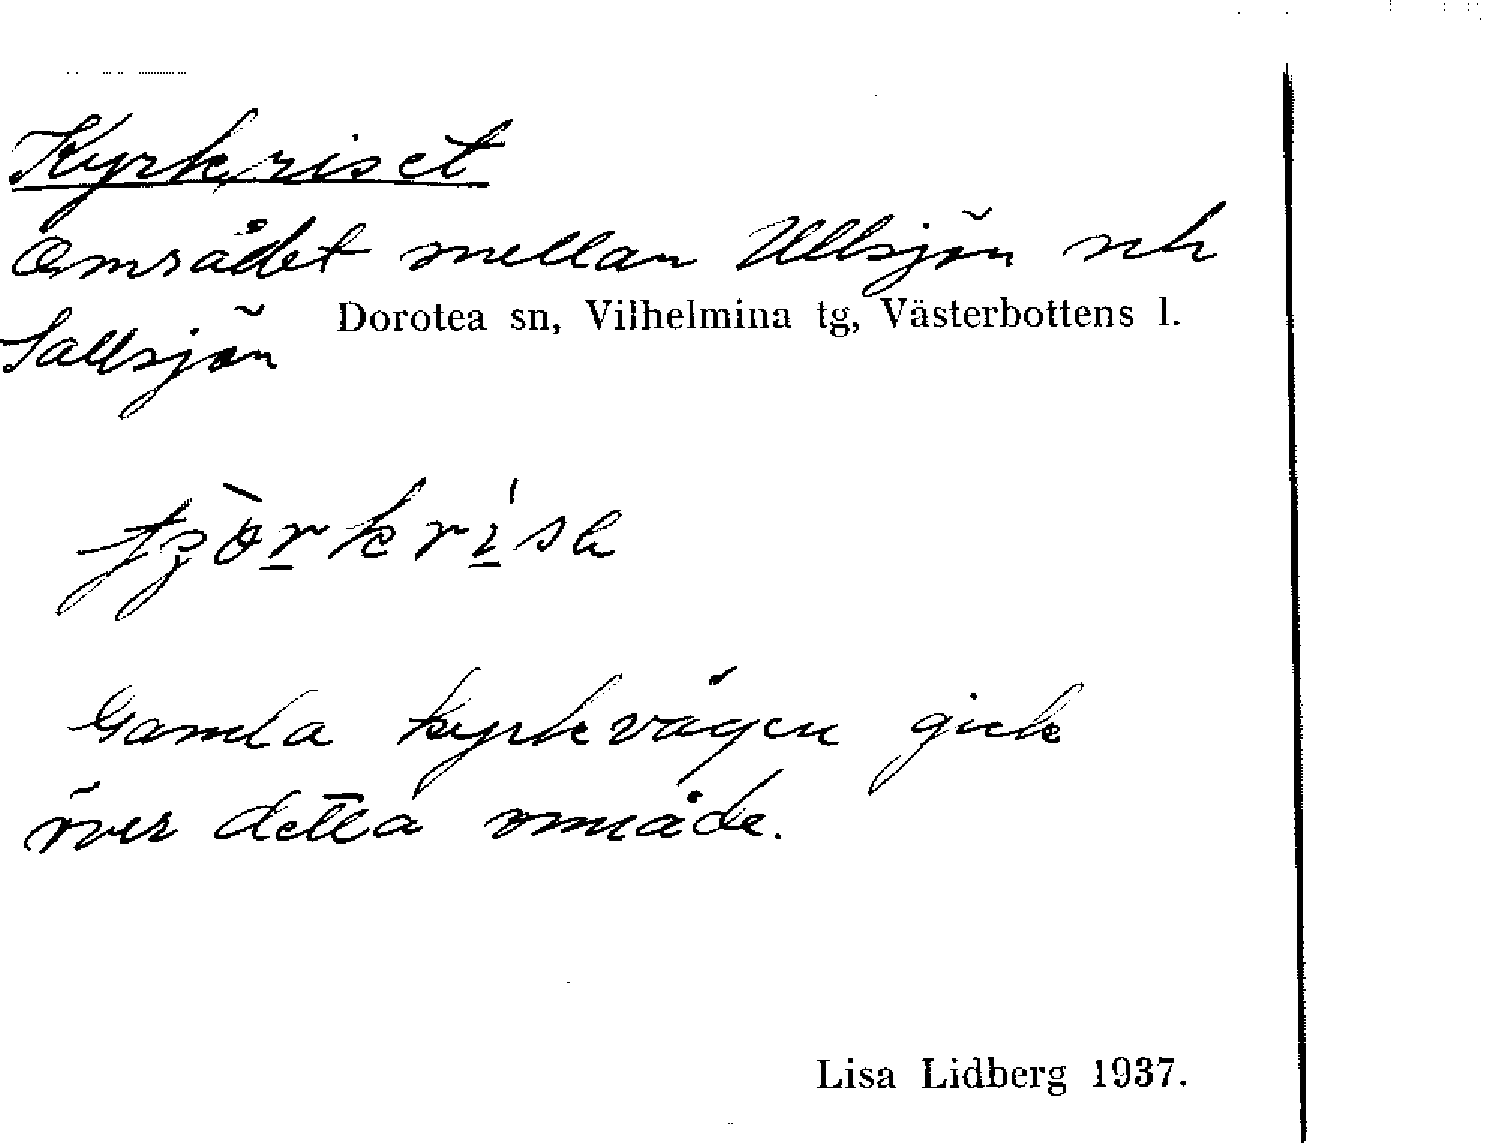 Kyrkriset
Området mellan Ullsjön och
Dorotea sn, Vilhelmina tg, Västerbottens l.
Sallsjön
Gamla kyrkvägen gick
över detta område.
Lisa Lidberg 1937.